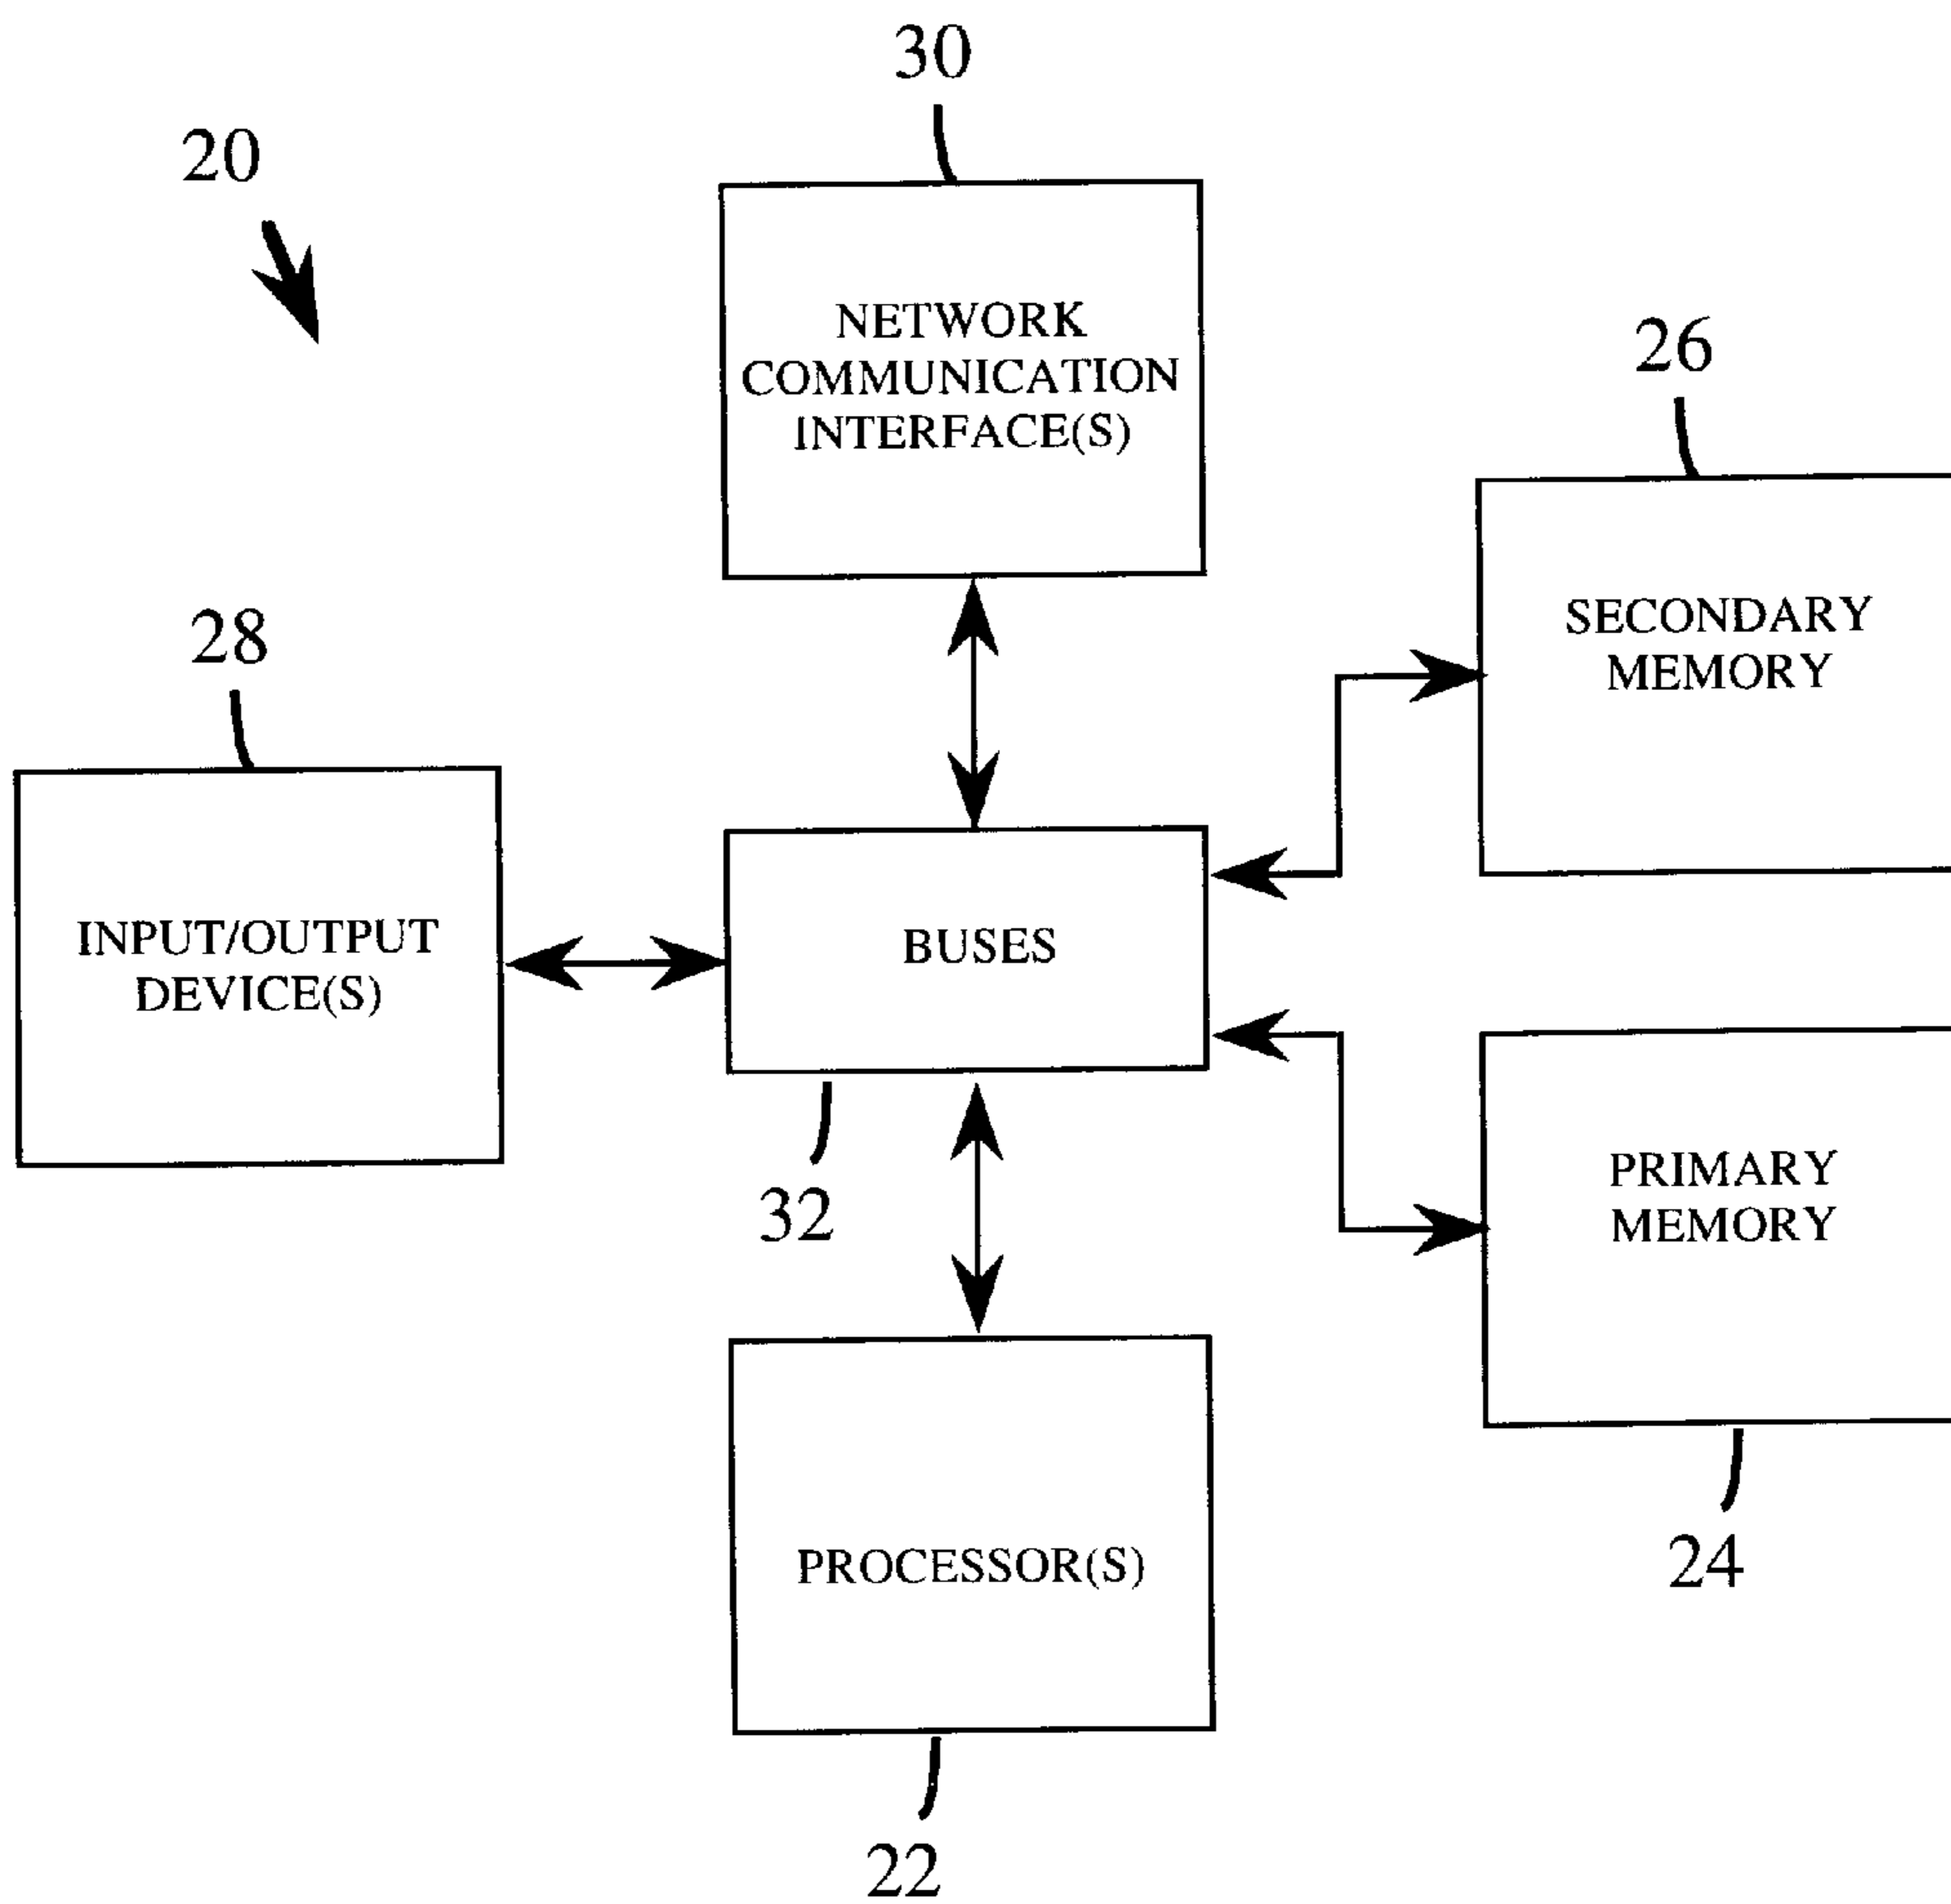 30
20
NETWORK
COMMUNICATION
INTERFACE(S)
26
SECONDARY
MEMORY
28
INPUT/OUTPUT
DEVICE(S)
BUSES
32
PRIMARY
MEMORY
24
PROCESSOR(S)
22